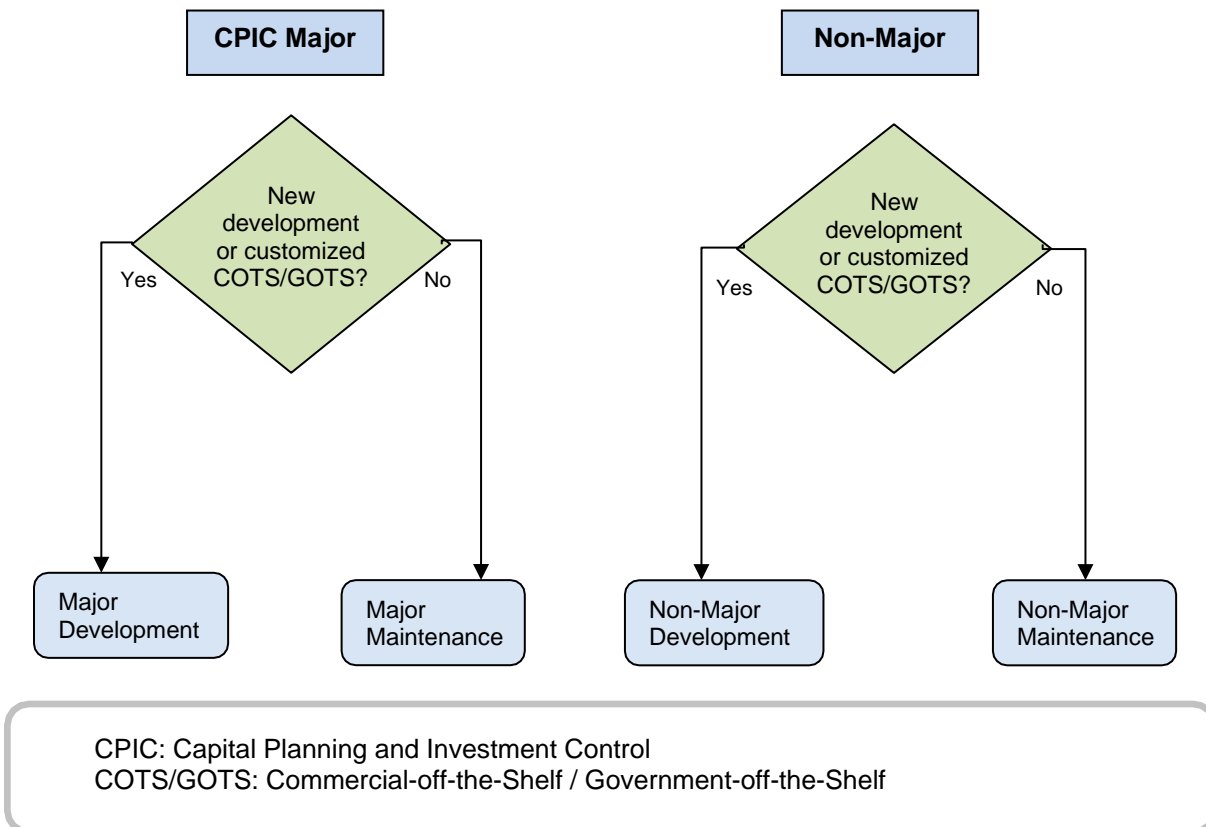 CPIC Major
Non-Major
New
development
or customized
COTS/GOTS?
Yes
No
New
development
or customized
COTS/GOTS?
Yes
No
Major
Development
Major
Maintenance
Non-Major
Development
Non-Major
Maintenance
CPIC: Capital Planning and Investment Control
COTS/GOTS: Commercial-off-the-Shelf / Government-off-the-Shelf